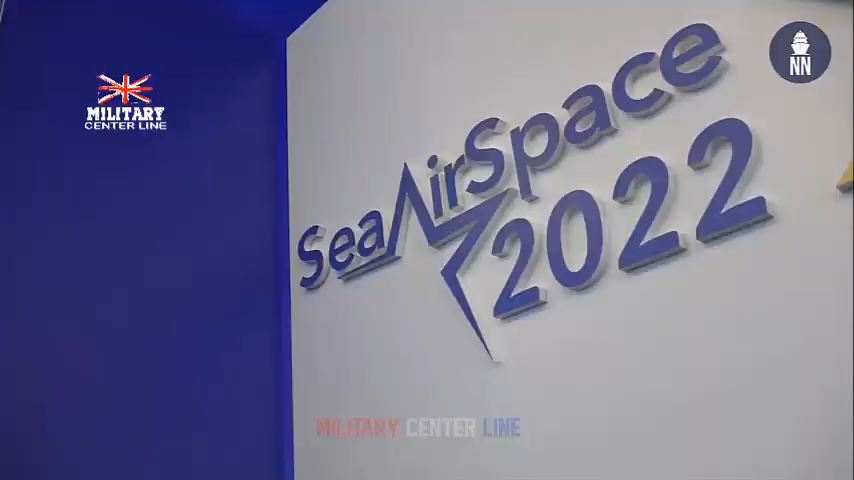 MILITARY
CENTER LINE
NN
SeaAirSpace
2022
MILITARY CENTER LINE